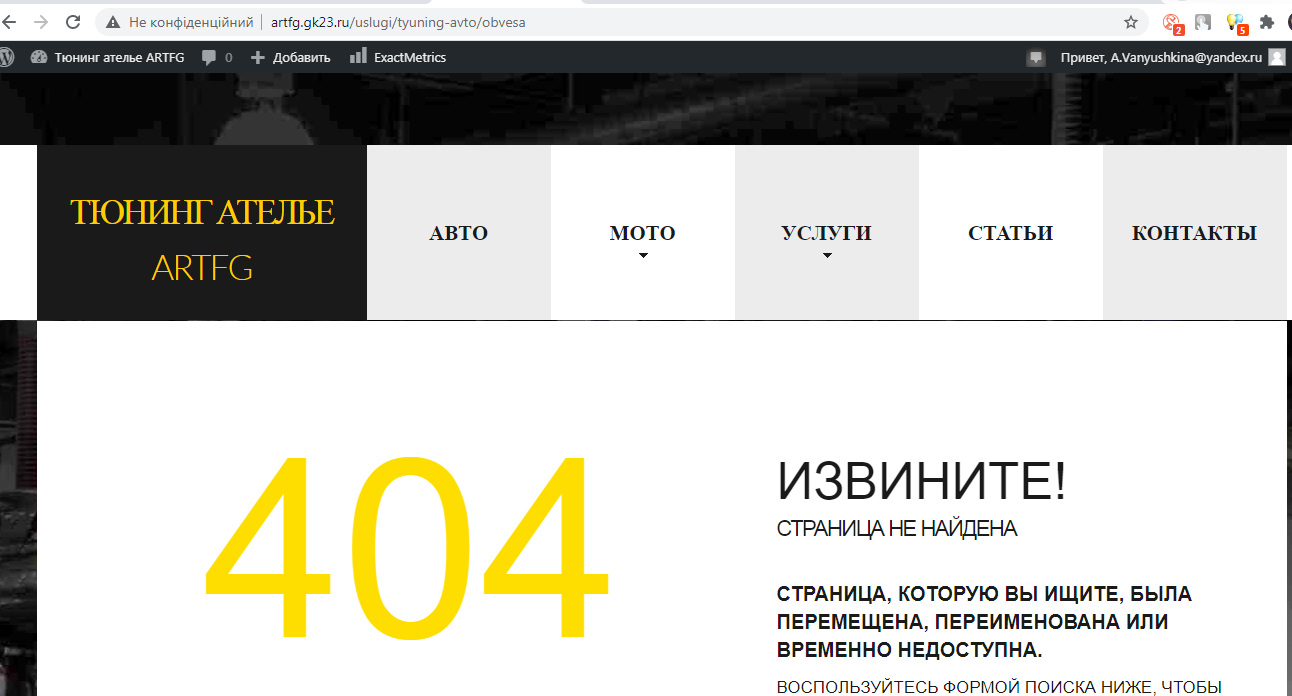 Не конфіденційний
artfg.gk23.ru/uslugi/tyuning-avto/obvesa
2
5
Тюнинг ателье ARTFG
0
Добавить
ExactMetrics
Привет, A.Vanyushkina@yandex.ru
ТЮНИНГ АТЕЛЬЕ
ARTFG
АВТО
МОТО
УСЛУГИ
СТАТЬИ
КОНТАКТЫ
404
ИЗВИНИТЕ!
СТРАНИЦА НЕ НАЙДЕНА
СТРАНИЦА, КОТОРУЮ ВЫ ИЩИТЕ, БЫЛА
ПЕРЕМЕЩЕНА, ПЕРЕИМЕНОВАНА ИЛИ
ВРЕМЕННО НЕДОСТУПНА.
ВОСПОЛЬЗУЙТЕСЬ ФОРМОЙ ПОИСКА НИЖЕ, ЧТОБЫ